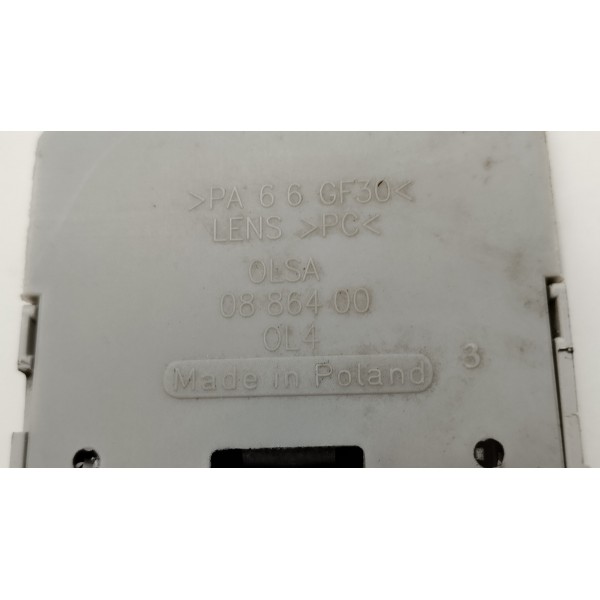 >PA 6 6 GF30<
LENS >PC<
OLSA
08 864 00
OL4
Made in Poland
3